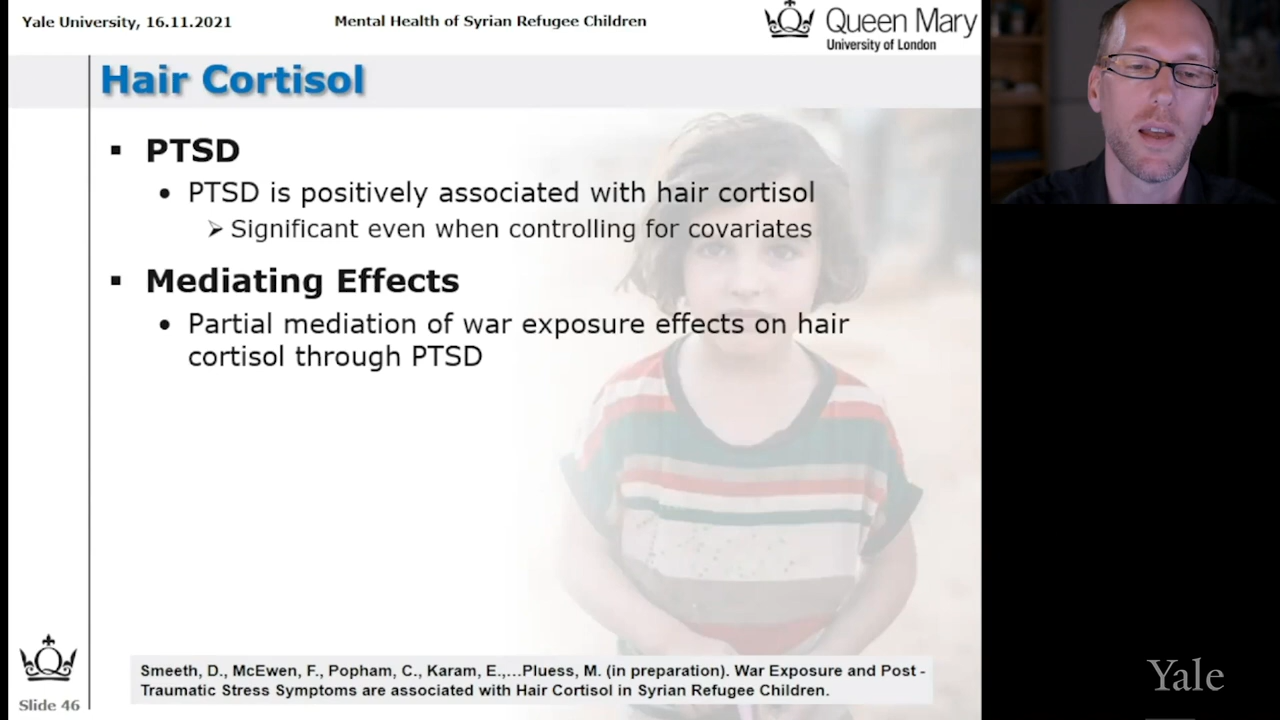 Yale University, 16.11.2021
Mental Health of Syrian Refugee Children
Queen Mary
University of London
Hair Cortisol
▪ PTSD
• PTSD is positively associated with hair cortisol
➢ Significant even when controlling for covariates
▪ Mediating Effects
• Partial mediation of war exposure effects on hair
cortisol through PTSD
Smeeth, D., McEwen, F., Popham, C., Karam, E.,...Pluess, M. (in preparation). War Exposure and Post -
Traumatic Stress Symptoms are associated with Hair Cortisol in Syrian Refugee Children.
Slide 46
Yale